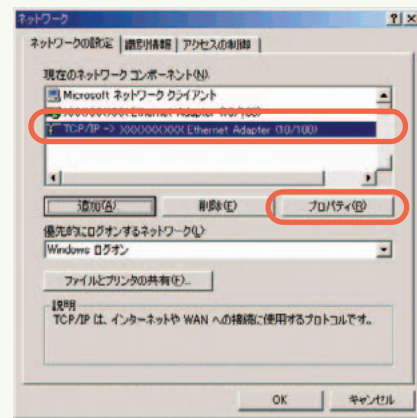 ネットワーク
ネットワークの設定 識別情報 アクセスの制御
現在のネットワーク コンポーネント(N)
Microsoft ネットワーク クライアント
XXXXXXXXX Ethernet Adapter (10/100)
TCP/IP -> XXXXXXXXX Ethernet Adapter (10/100)
追加(A)... 削除(E) プロパティ(R)
優先的にログオンするネットワーク(L)
Windows ログオン
ファイルとプリンタの共有(F)...
説明
TCP/IP は、インターネットや WAN への接続に使用するプロトコルです。
OK キャンセル